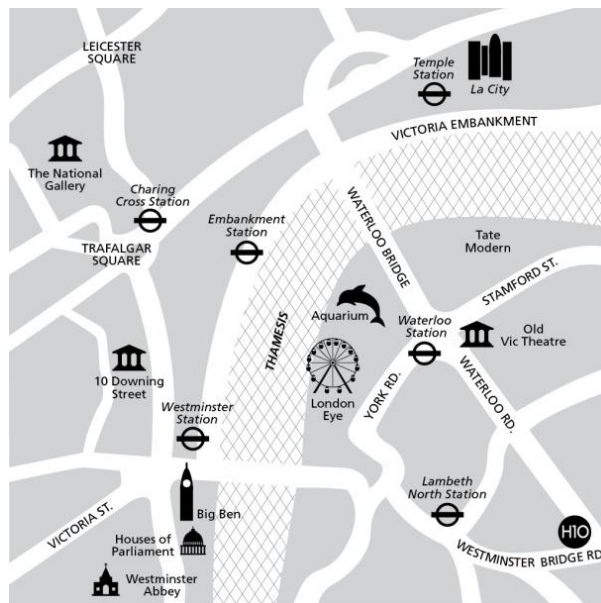 LEICESTER
SQUARE
Temple
Station
La City
VICTORIA EMBANKMENT
The National
Gallery
Charing
Cross Station
Embankment
Station
WATERLOO BRIDGE
TRAFALGAR
SQUARE
Tate
Modern
STAMFORD ST.
THAMESIS
Aquarium
Waterloo
Station
Old
Vic Theatre
10 Downing
Street
London
Eye
YORK RD.
WATERLOO RD.
Westminster
Station
Lambeth
North Station
Big Ben
VICTORIA ST.
Houses of
Parliament
H10
WESTMINSTER BRIDGE RD
Westminster
Abbey